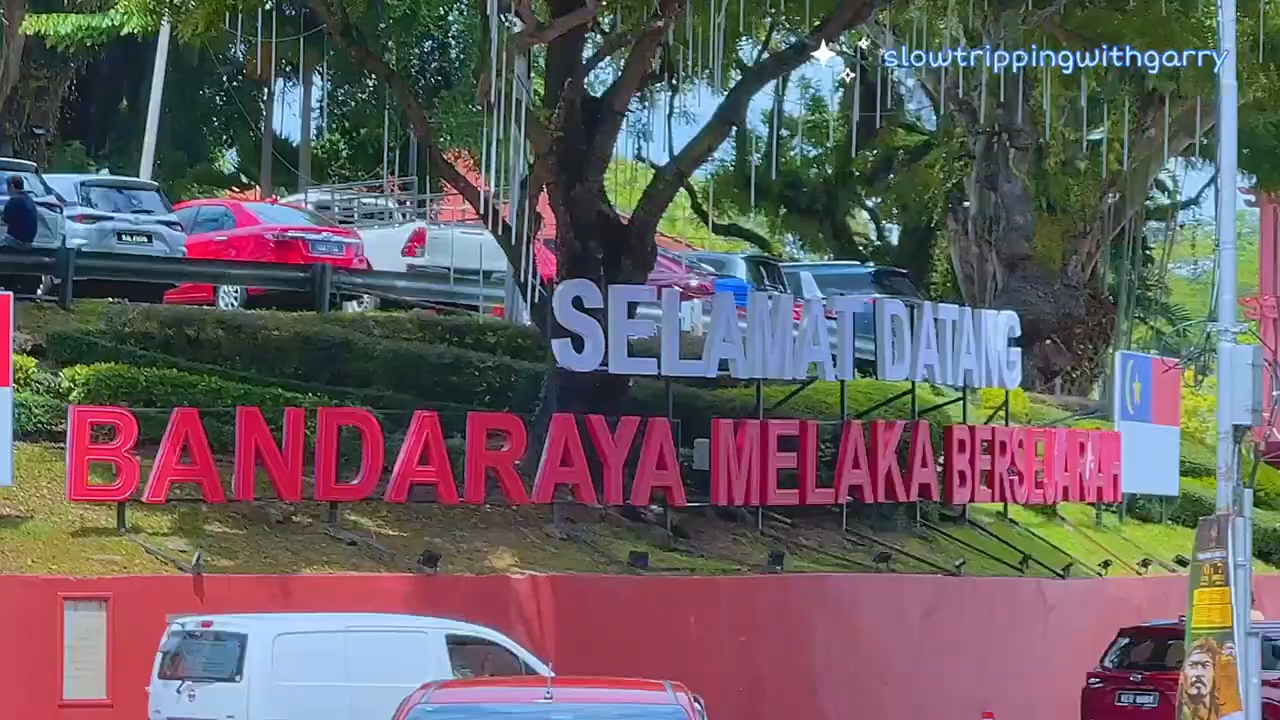 slowtrippingwithgarry
SELAMAT DATANG
BANDARAYA MELAKA BERSEJARAH